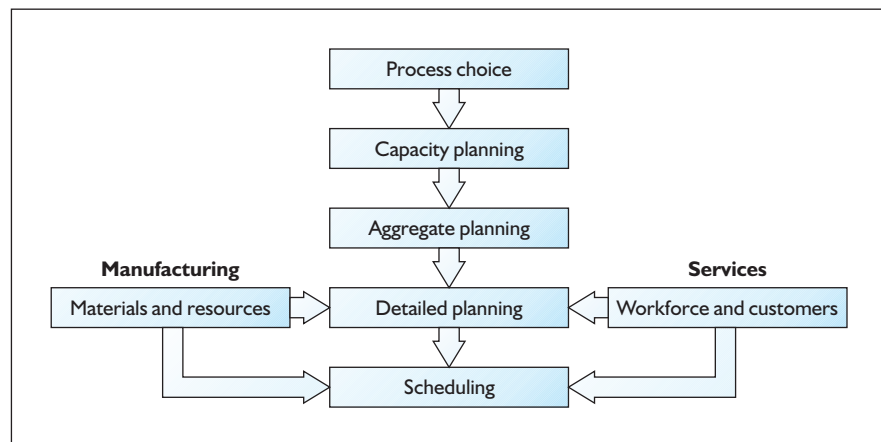 Process choice
Capacity planning
Aggregate planning
Manufacturing
Services
Materials and resources
Detailed planning
Workforce and customers
Scheduling